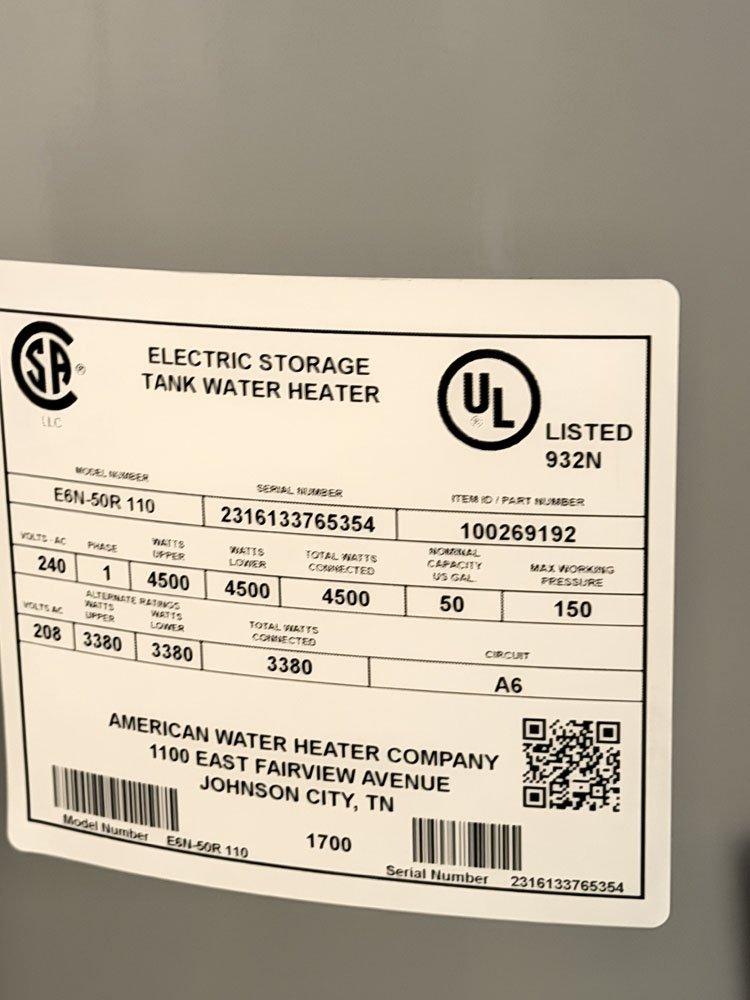 SA ®
LLC
ELECTRIC STORAGE
TANK WATER HEATER
UL ®
LISTED
932N
MODEL NUMBER SERIAL NUMBER ITEM ID / PART NUMBER
E6N-50R 110 2316133765354 100269192
VOLTS - AC PHASE WATTS UPPER WATTS LOWER TOTAL WATTS CONNECTED NOMINAL CAPACITY US GAL. MAX WORKING PRESSURE
240 1 4500 4500 4500 50 150
ALTERNATE RATINGS
VOLTS AC WATTS UPPER WATTS LOWER TOTAL WATTS CONNECTED CIRCUIT
208 3380 3380 3380 A6
AMERICAN WATER HEATER COMPANY
1100 EAST FAIRVIEW AVENUE
JOHNSON CITY, TN
1700
Model Number E6N-50R 110
Serial Number 2316133765354